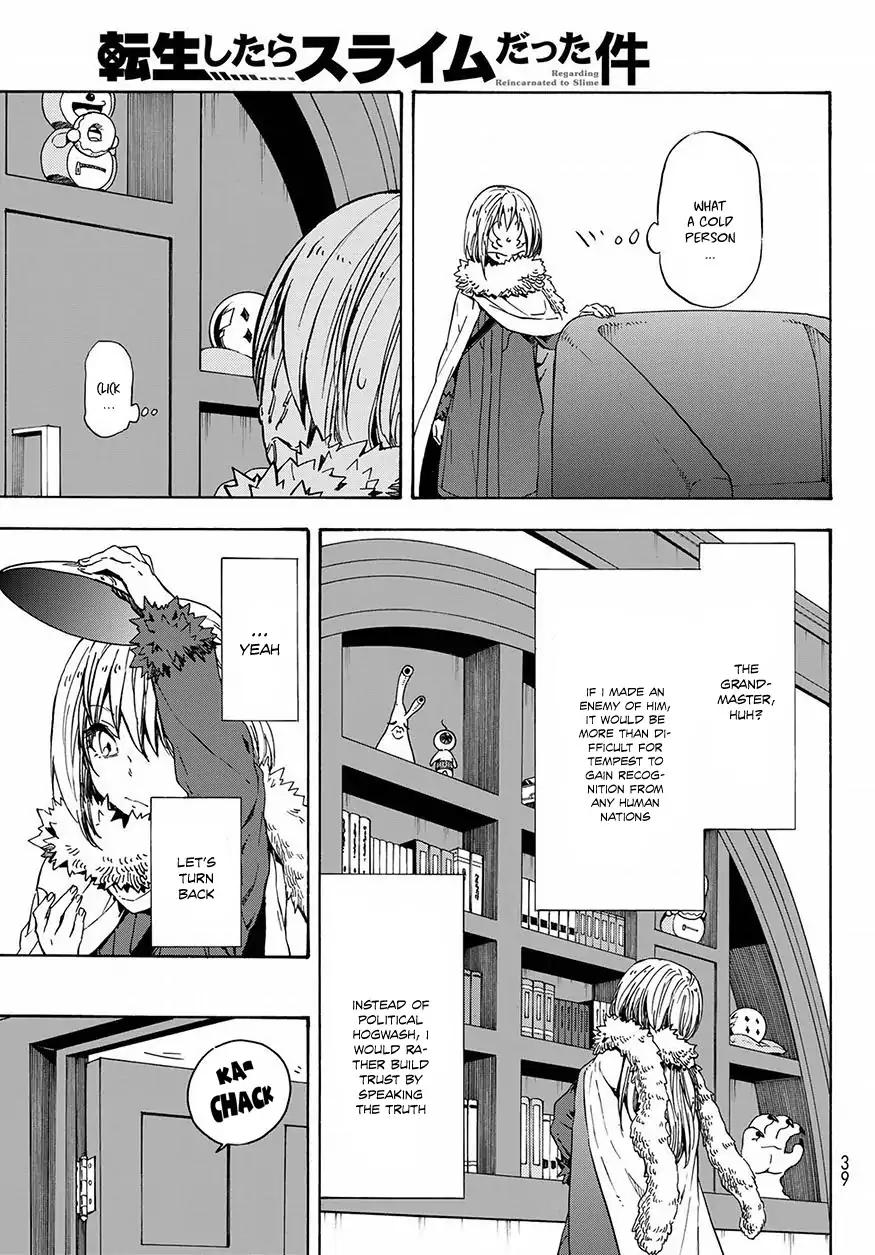 転生したらスライムだった件
Regarding
Reincarnated to Slime
WHAT
A COLD
PERSON
...
CLICK
...
THE
GRAND-
MASTER,
HUH?
IF I MADE AN
ENEMY OF HIM,
IT WOULD BE
MORE THAN DI-
FFICULT FOR
TEMPEST TO
GAIN RECOG-
NITION FROM
ANY HUMAN
NATIONS
INSTEAD OF
POLITICAL
HOGWASH, I
WOULD RA-
THER BUILD
TRUST BY
SPEAKING
THE TRUTH
...
YEAH
LET'S
TURN
BACK
KA-
CHACK
39